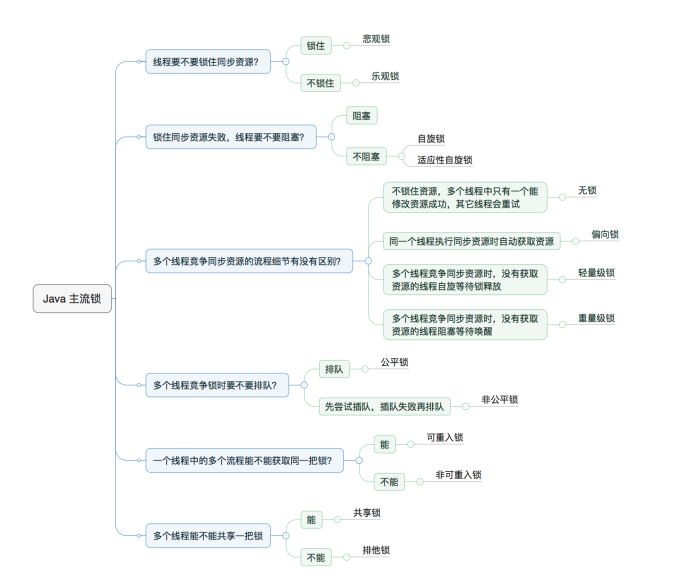 Java 主流锁
线程要不要锁住同步资源？
锁住
悲观锁
不锁住
乐观锁
锁住同步资源失败，线程要不要阻塞？
阻塞
不阻塞
自旋锁
适应性自旋锁
多个线程竞争同步资源的流程细节有没有区别？
不锁住资源，多个线程中只有一个能
修改资源成功，其它线程会重试
无锁
同一个线程执行同步资源时自动获取资源
偏向锁
多个线程竞争同步资源时，没有获取
资源的线程自旋等待锁释放
轻量级锁
多个线程竞争同步资源时，没有获取
资源的线程阻塞等待唤醒
重量级锁
多个线程竞争锁时要不要排队？
排队
公平锁
先尝试插队，插队失败再排队
非公平锁
一个线程中的多个流程能不能获取同一把锁？
能
可重入锁
不能
非可重入锁
多个线程能不能共享一把锁
能
共享锁
不能
排他锁